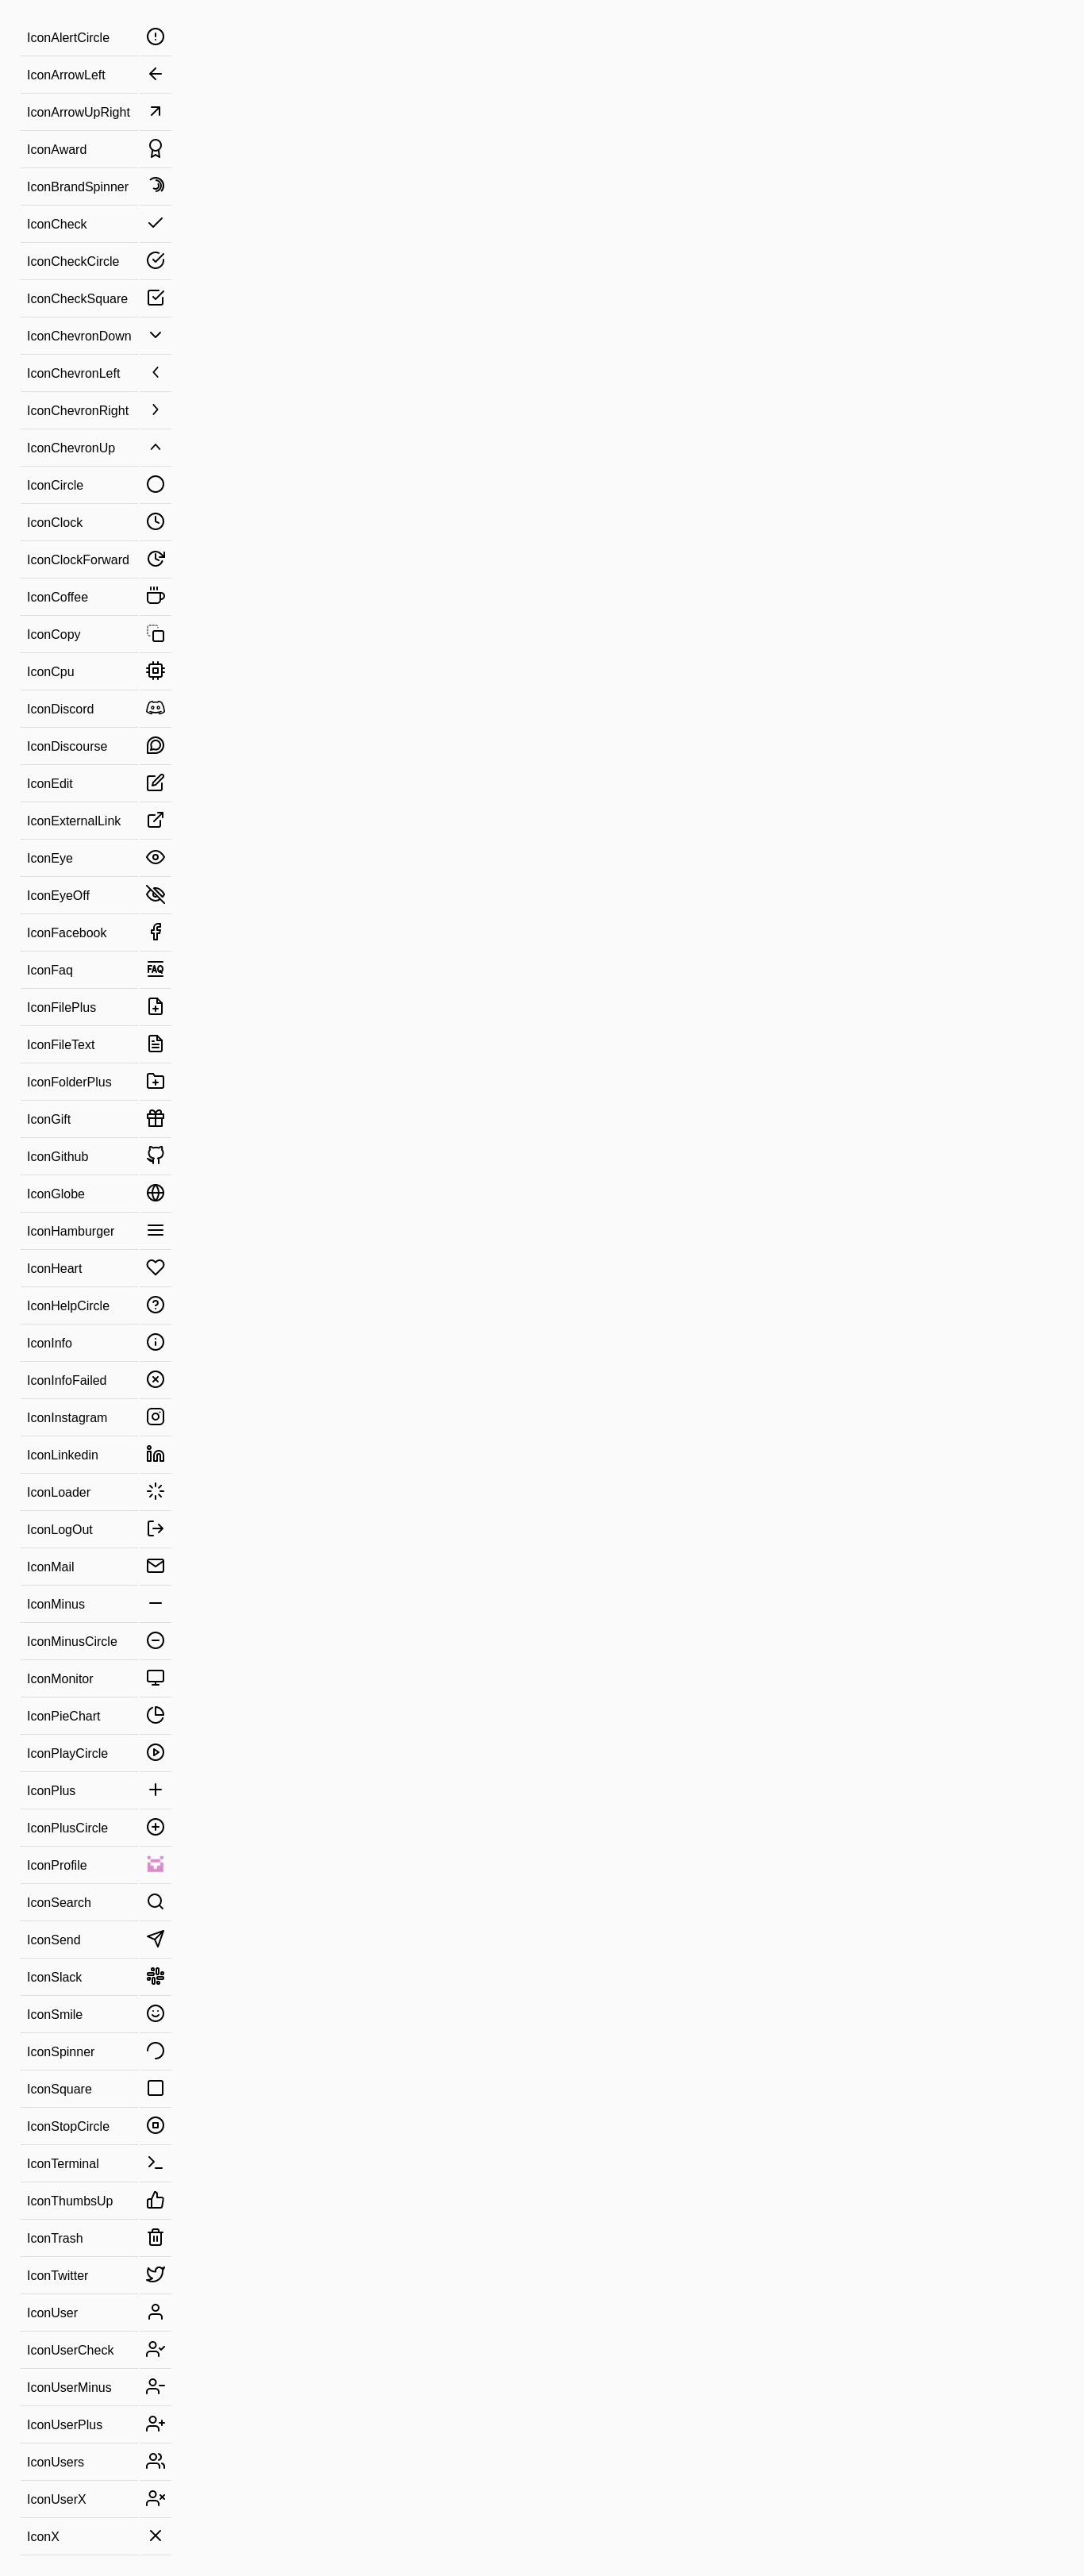 IconAlertCircle
IconArrowLeft
IconArrowUpRight
IconAward
IconBrandSpinner
IconCheck
IconCheckCircle
IconCheckSquare
IconChevronDown
IconChevronLeft
IconChevronRight
IconChevronUp
IconCircle
IconClock
IconClockForward
IconCoffee
IconCopy
IconCpu
IconDiscord
IconDiscourse
IconEdit
IconExternalLink
IconEye
IconEyeOff
IconFacebook
IconFaq FAQ
IconFilePlus
IconFileText
IconFolderPlus
IconGift
IconGithub
IconGlobe
IconHamburger
IconHeart
IconHelpCircle
IconInfo
IconInfoFailed
IconInstagram
IconLinkedin
IconLoader
IconLogOut
IconMail
IconMinus
IconMinusCircle
IconMonitor
IconPieChart
IconPlayCircle
IconPlus
IconPlusCircle
IconProfile
IconSearch
IconSend
IconSlack
IconSmile
IconSpinner
IconSquare
IconStopCircle
IconTerminal
IconThumbsUp
IconTrash
IconTwitter
IconUser
IconUserCheck
IconUserMinus
IconUserPlus
IconUsers
IconUserX
IconX